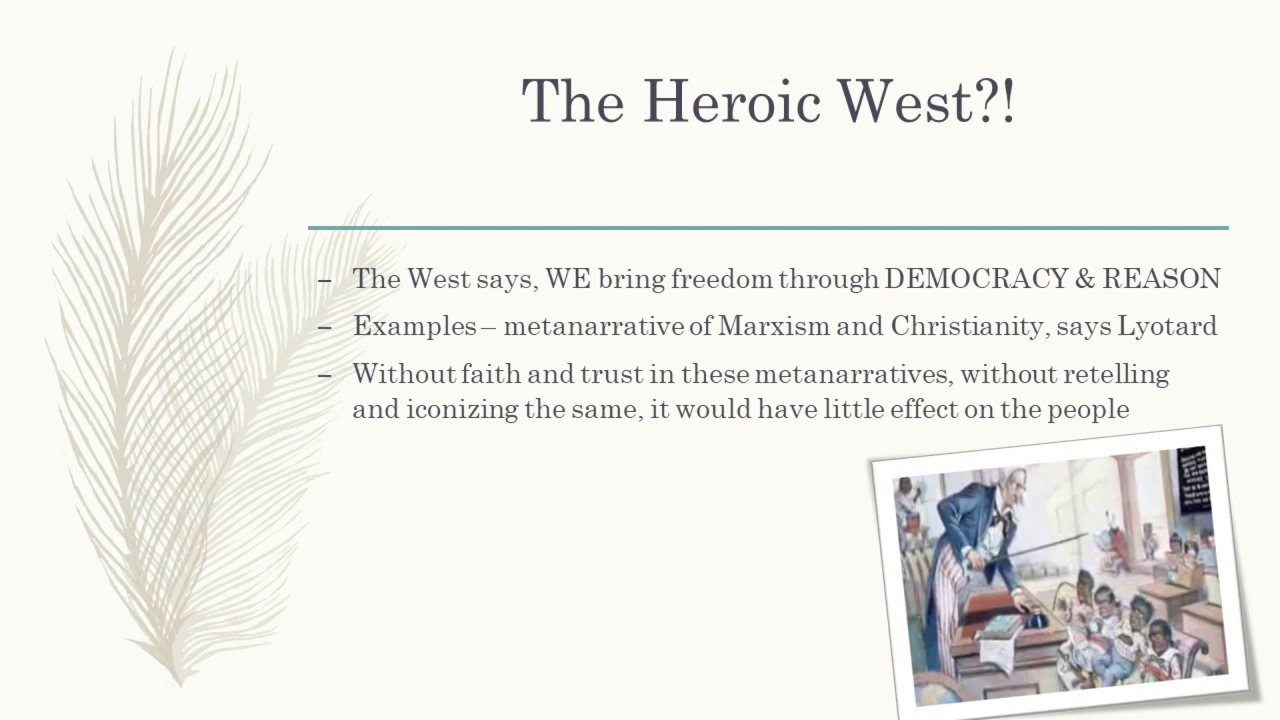 The Heroic West?!
– The West says, WE bring freedom through DEMOCRACY & REASON
– Examples – metanarrative of Marxism and Christianity, says Lyotard
– Without faith and trust in these metanarratives, without retelling
and iconizing the same, it would have little effect on the people